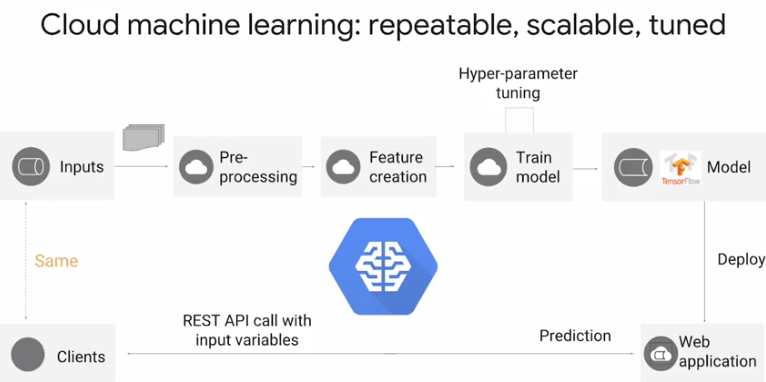 Cloud machine learning: repeatable, scalable, tuned
Hyper-parameter
tuning
Inputs
Pre-
processing
Feature
creation
Train
model
TensorFlow
Model
Same
Deploy
REST API call with
input variables
Prediction
Clients
Web
application